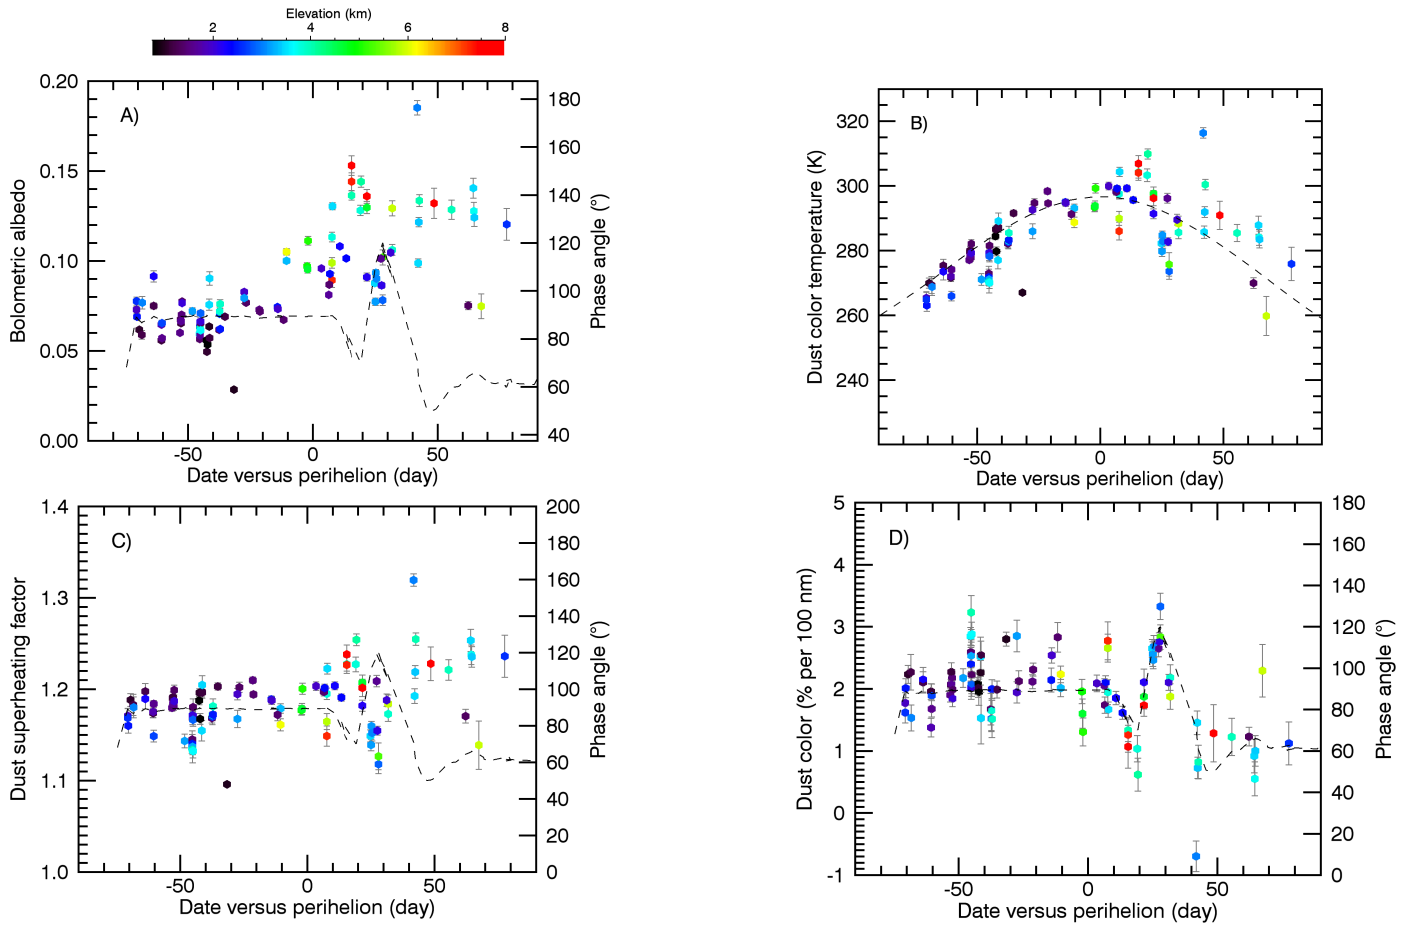 Elevation (km)
2 4 6 8
A)
0.20
0.15
0.10
0.05
0.00
Bolometric albedo
180
160
140
120
100
80
60
40
Phase angle (°)
-50 0 50
Date versus perihelion (day)
B)
320
300
280
260
240
Dust color temperature (K)
-50 0 50
Date versus perihelion (day)
C)
1.4
1.3
1.2
1.1
1.0
Dust superheating factor
200
180
160
140
120
100
80
60
40
20
0
Phase angle (°)
-50 0 50
Date versus perihelion (day)
D)
5
4
3
2
1
0
-1
Dust color (% per 100 nm)
180
160
140
120
100
80
60
40
20
0
Phase angle (°)
-50 0 50
Date versus perihelion (day)